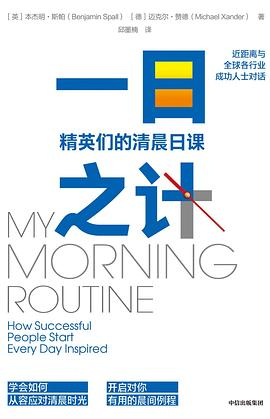 ［英］本杰明·斯帕（Benjamin Spall） ［德］迈克尔·赞德（Michael Xander） 著
邱墨楠 译
一日
近距离与
全球各行业
成功人士对话
精英们的清晨日课
之计
MY
MORNING
ROUTINE
How Successful
People Start
Every Day Inspired
学会如何
从容应对清晨时光
开启对你
有用的晨间例程
中信出版集团